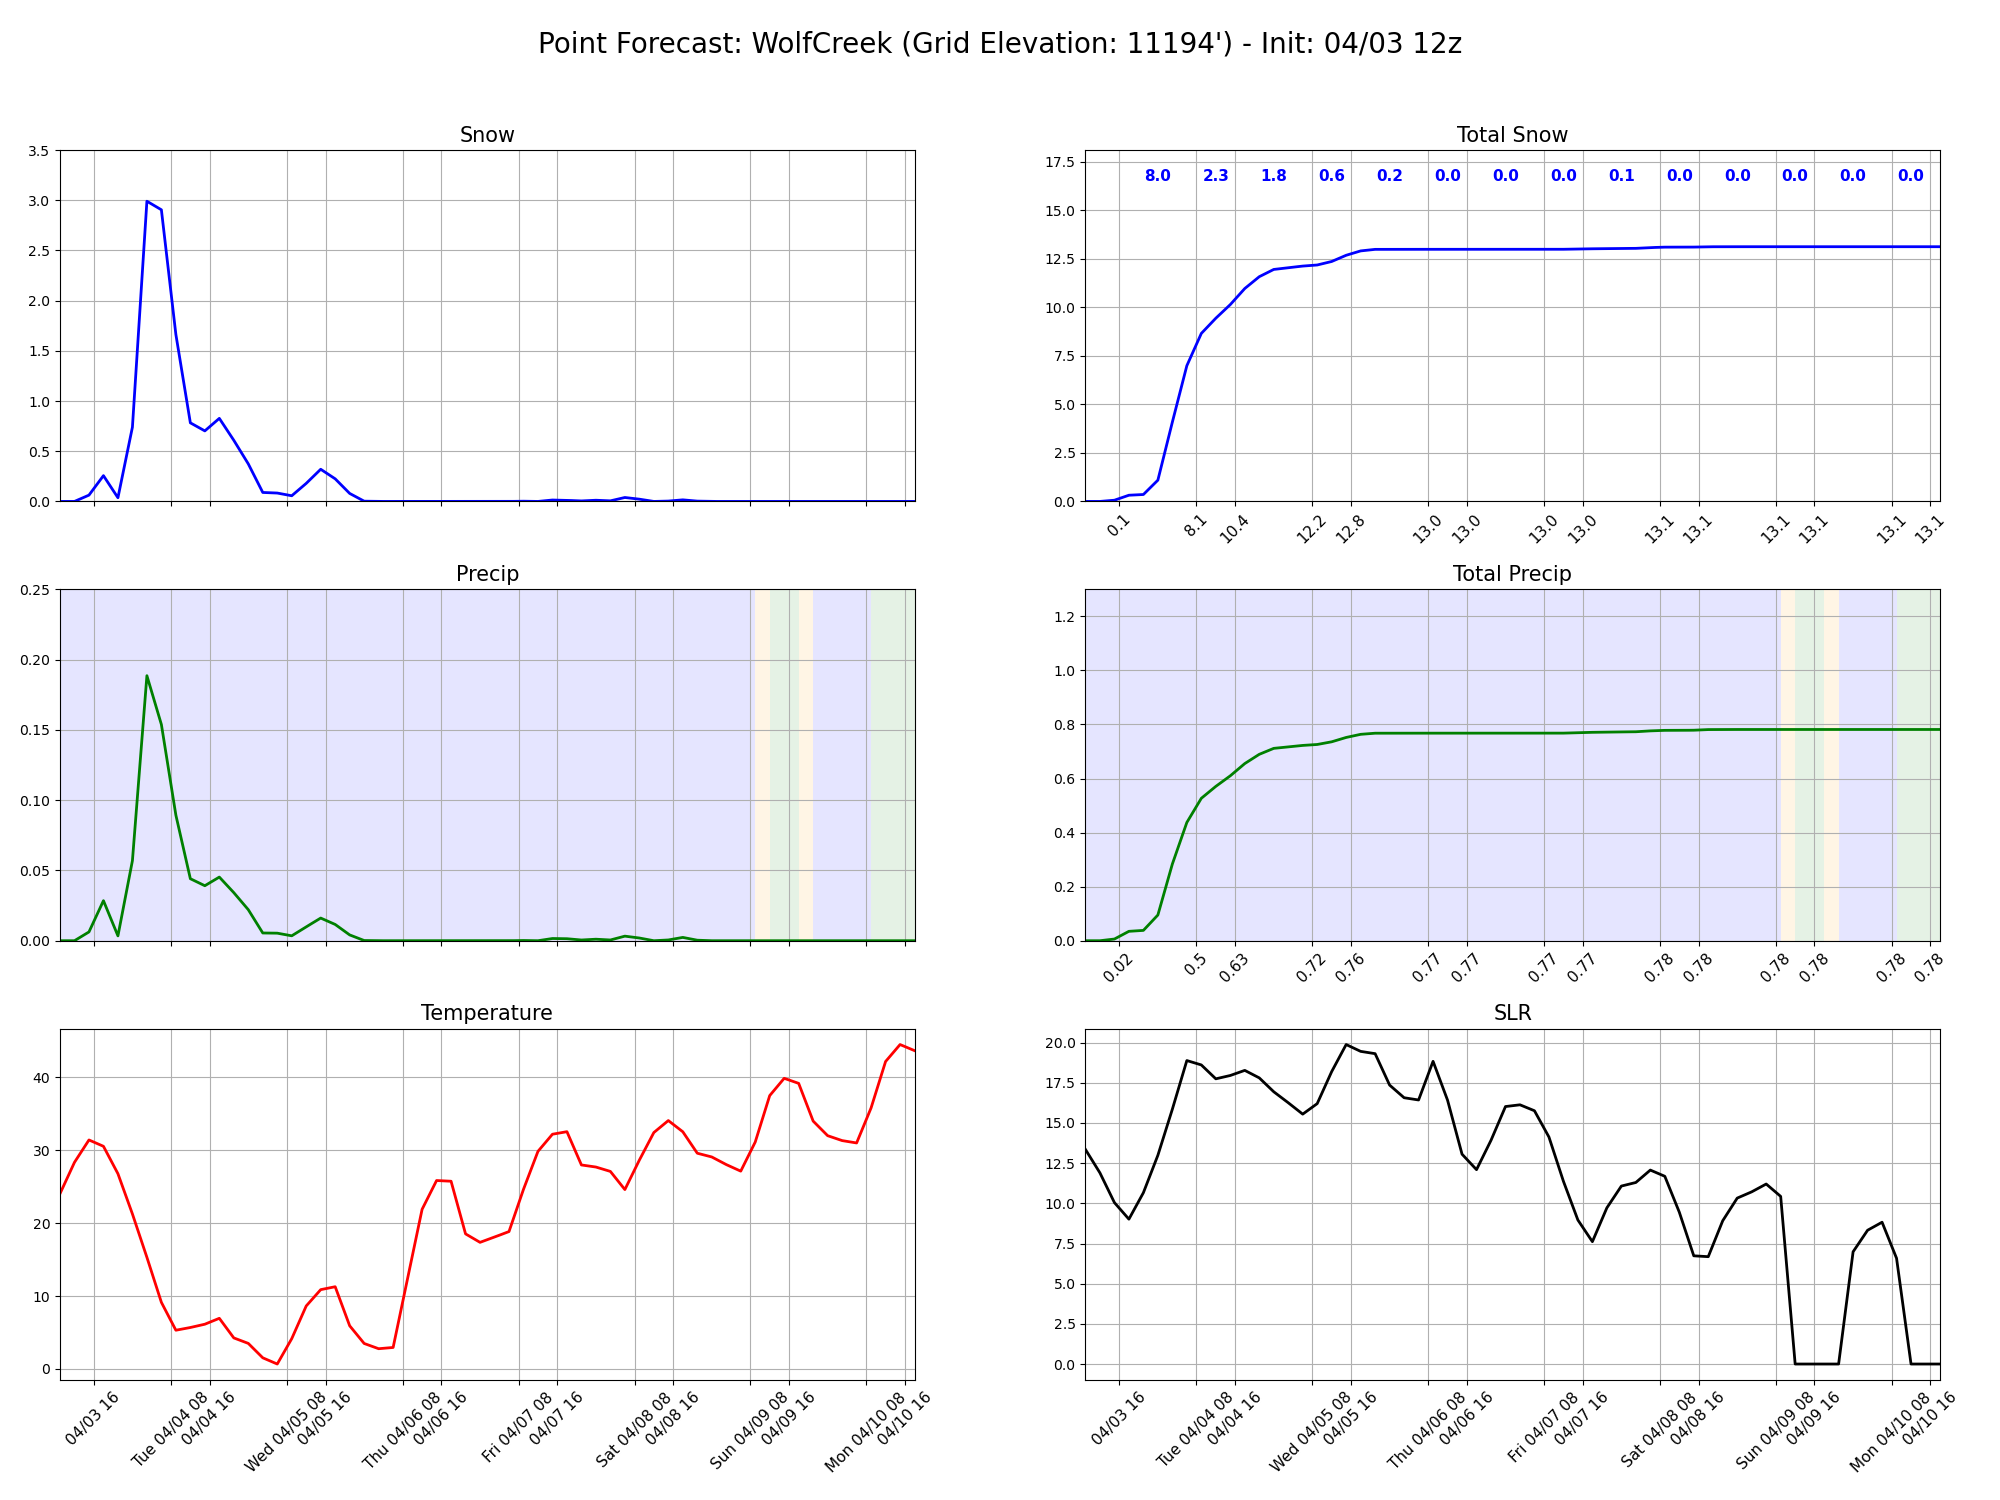 Point Forecast: WolfCreek (Grid Elevation: 11194') - Init: 04/03 12z
Snow
3.5
3.0
2.5
2.0
1.5
1.0
0.5
0.0
Total Snow
17.5
15.0
12.5
10.0
7.5
5.0
2.5
0.0
8.0 2.3 1.8 0.6 0.2 0.0 0.0 0.0 0.1 0.0 0.0 0.0 0.0 0.0
0.1 8.1 10.4 12.2 12.8 13.0 13.0 13.0 13.0 13.1 13.1 13.1 13.1 13.1 13.1
Precip
0.25
0.20
0.15
0.10
0.05
0.00
Total Precip
1.2
1.0
0.8
0.6
0.4
0.2
0.0
0.02 0.5 0.63 0.72 0.76 0.77 0.77 0.77 0.77 0.78 0.78 0.78 0.78 0.78 0.78
Temperature
40
30
20
10
0
04/03 16
Tue 04/04 08
04/04 16
Wed 04/05 08
04/05 16
Thu 04/06 08
04/06 16
Fri 04/07 08
04/07 16
Sat 04/08 08
04/08 16
Sun 04/09 08
04/09 16
Mon 04/10 08
04/10 16
SLR
20.0
17.5
15.0
12.5
10.0
7.5
5.0
2.5
0.0
04/03 16
Tue 04/04 08
04/04 16
Wed 04/05 08
04/05 16
Thu 04/06 08
04/06 16
Fri 04/07 08
04/07 16
Sat 04/08 08
04/08 16
Sun 04/09 08
04/09 16
Mon 04/10 08
04/10 16